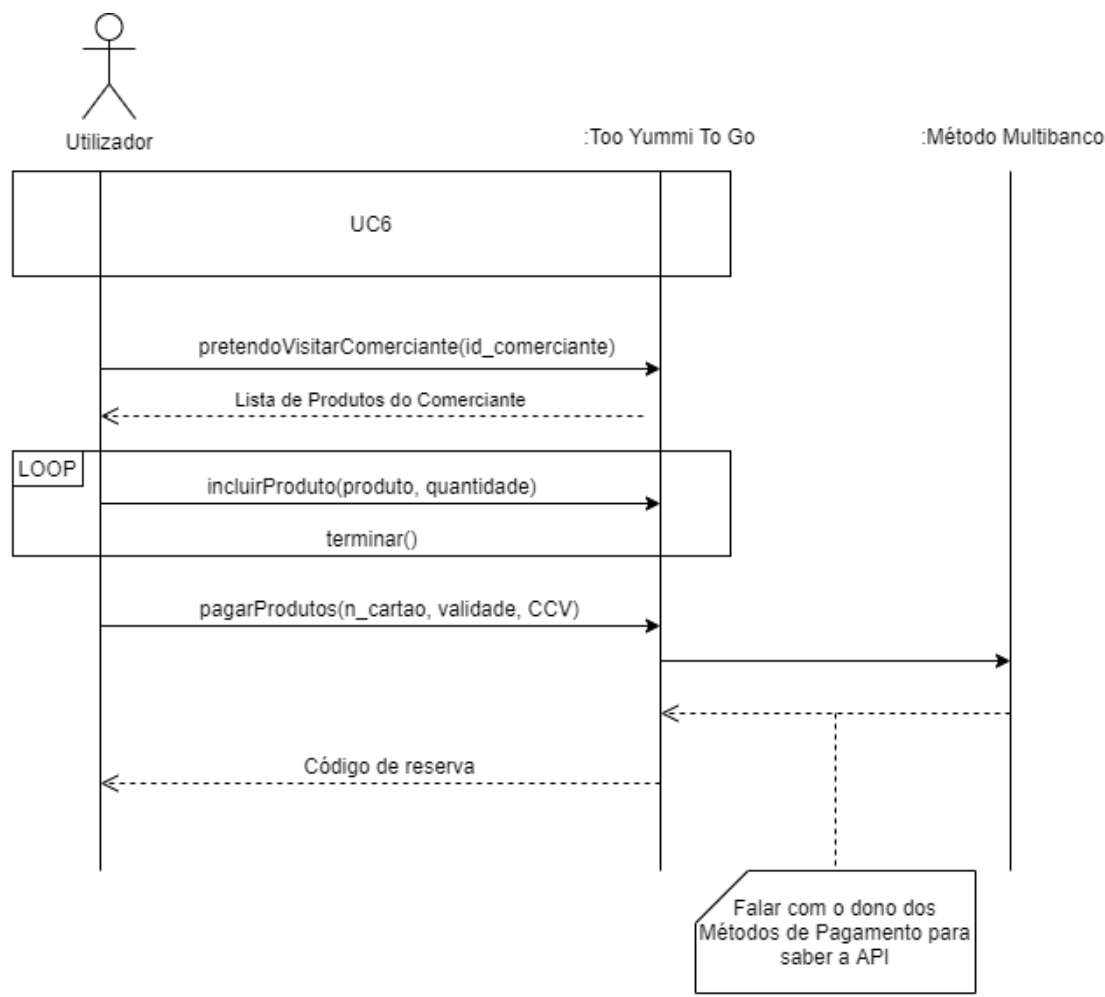 Utilizador
:Too Yummi To Go
:Método Multibanco
UC6
pretendoVisitarComerciante(id_comerciante)
Lista de Produtos do Comerciante
LOOP
incluirProduto(produto, quantidade)
terminar()
pagarProdutos(n_cartao, validade, CCV)
Código de reserva
Falar com o dono dos
Métodos de Pagamento para
saber a API